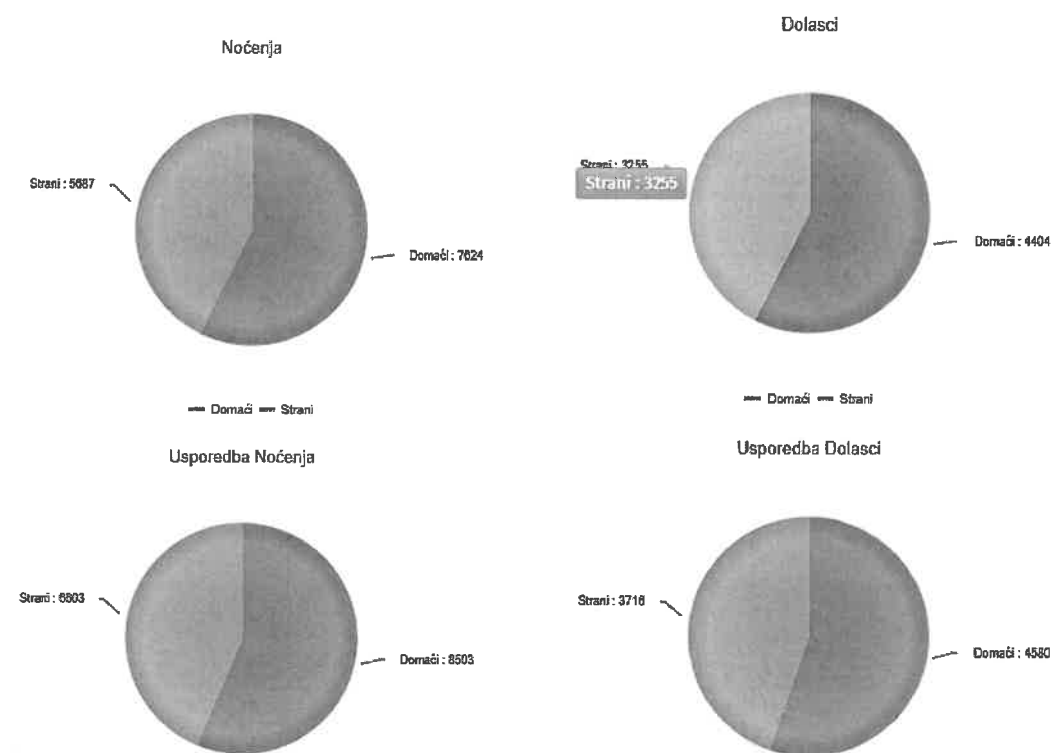 Noćenja
Strani : 5687
Domaći : 7624
Domaći Strani
Dolasci
Strani : 3255
Strani : 3255
Domaći : 4404
Domaći Strani
Usporedba Noćenja
Strani : 6803
Domaći : 8503
Usporedba Dolasci
Strani : 3716
Domaći : 4580